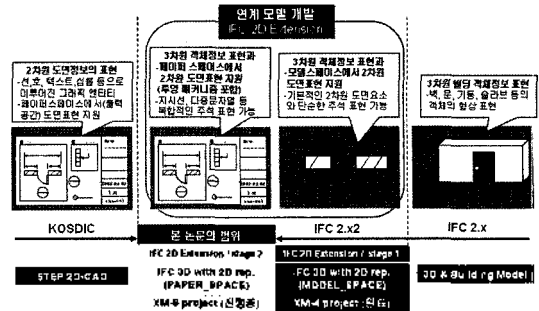 연계 모델 개발
IFC 2D Extension
2차원 도면정보의 표현
-선, 호, 텍스트, 심볼 등으로
이루어진 그래픽 엔티티
-페이퍼스페이스에서(출력
공간) 도면표현 지원
3차원 객체정보 표현과
-페이퍼 스페이스에서
2차원 도면표현 지원
(투영 메커니즘 포함)
-지시선, 다중문자열 등
복합적인 주석 표현 가능
3차원 객체정보 표현과
-모델스페이스에서 2차원
도면표현 지원
-기본적인 2차원 도면요소
와 단순한 주석 표현 가능
3차원 빌딩 객체정보 표현
-벽, 문, 기둥, 슬라브 등의
객체의 형상 표현
KOSDIC
본 논문의 범위
IFC 2.x2
IFC 2.x
IFC 2D Extension / stage 2
IFC 2D Extension / stage 1
STEP 2D-CAD
IFC 3D with 2D rep.
(PAPER_SPACE)
IFC 3D with 2D rep.
(MODEL_SPACE)
3D Building Model
XM-4 project (완료)